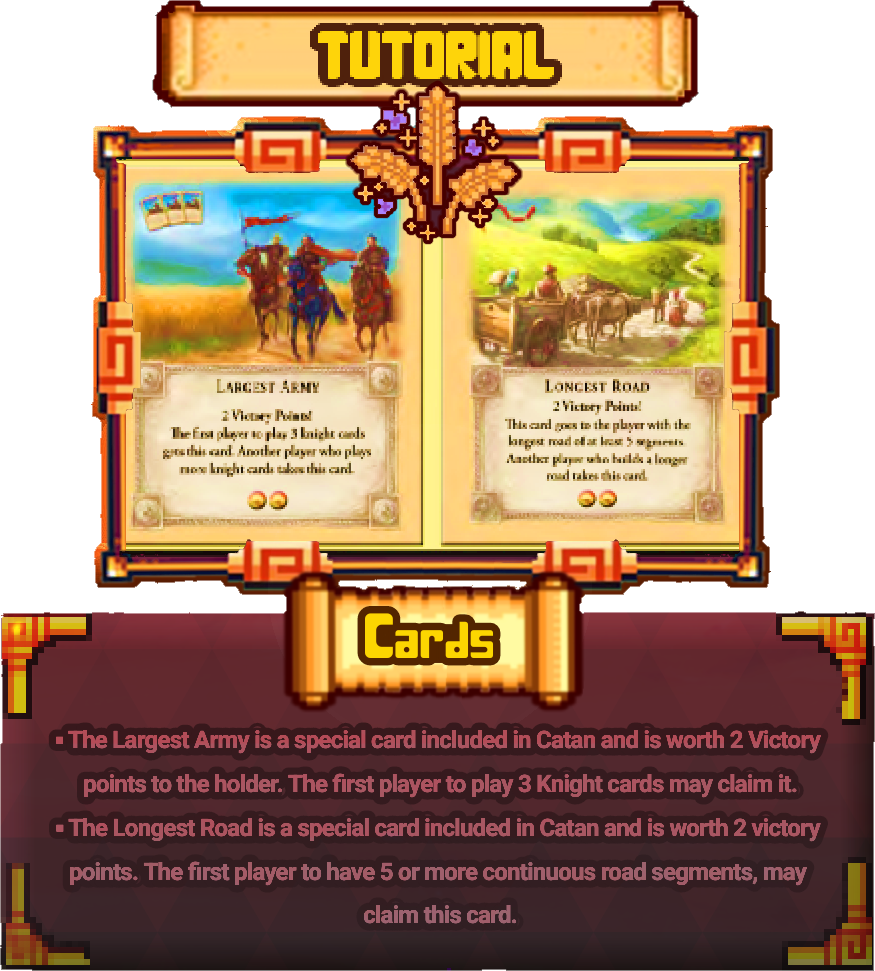 TUTORIAL
LARGEST ARMY
2 Victory Points!
The first player to play 3 knight cards
gets this card. Another player who plays
more knight cards takes this card.
LONGEST ROAD
2 Victory Points!
This card goes to the player with the
longest road of at least 5 segments.
Another player who builds a longer
road takes this card.
Cards
▪ The Largest Army is a special card included in Catan and is worth 2 Victory
points to the holder. The first player to play 3 Knight cards may claim it.
▪ The Longest Road is a special card included in Catan and is worth 2 victory
points. The first player to have 5 or more continuous road segments, may
claim this card.